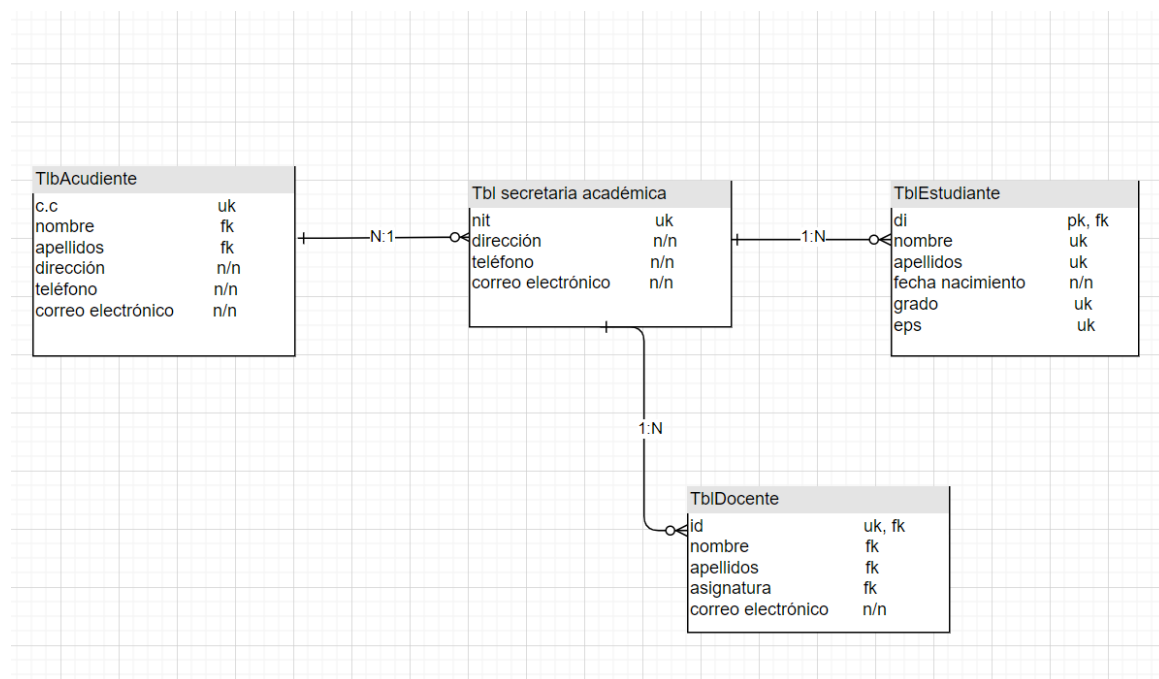 TlbAcudiente
c.c uk
nombre fk
apellidos fk
dirección n/n
teléfono n/n
correo electrónico n/n
N:1
Tbl secretaria académica
nit uk
dirección n/n
teléfono n/n
correo electrónico n/n
1:N
TblEstudiante
di pk, fk
nombre uk
apellidos uk
fecha nacimiento n/n
grado uk
eps uk
1:N
TblDocente
id uk, fk
nombre fk
apellidos fk
asignatura fk
correo electrónico n/n